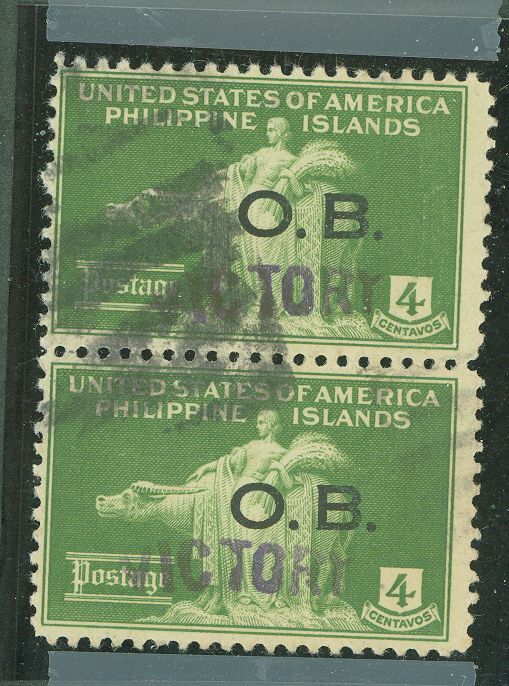 UNITED STATES OF AMERICA
PHILIPPINE ISLANDS
O.B.
VICTORY
Postage
4
CENTAVOS
UNITED STATES OF AMERICA
PHILIPPINE ISLANDS
O.B.
VICTORY
Postage
4
CENTAVOS